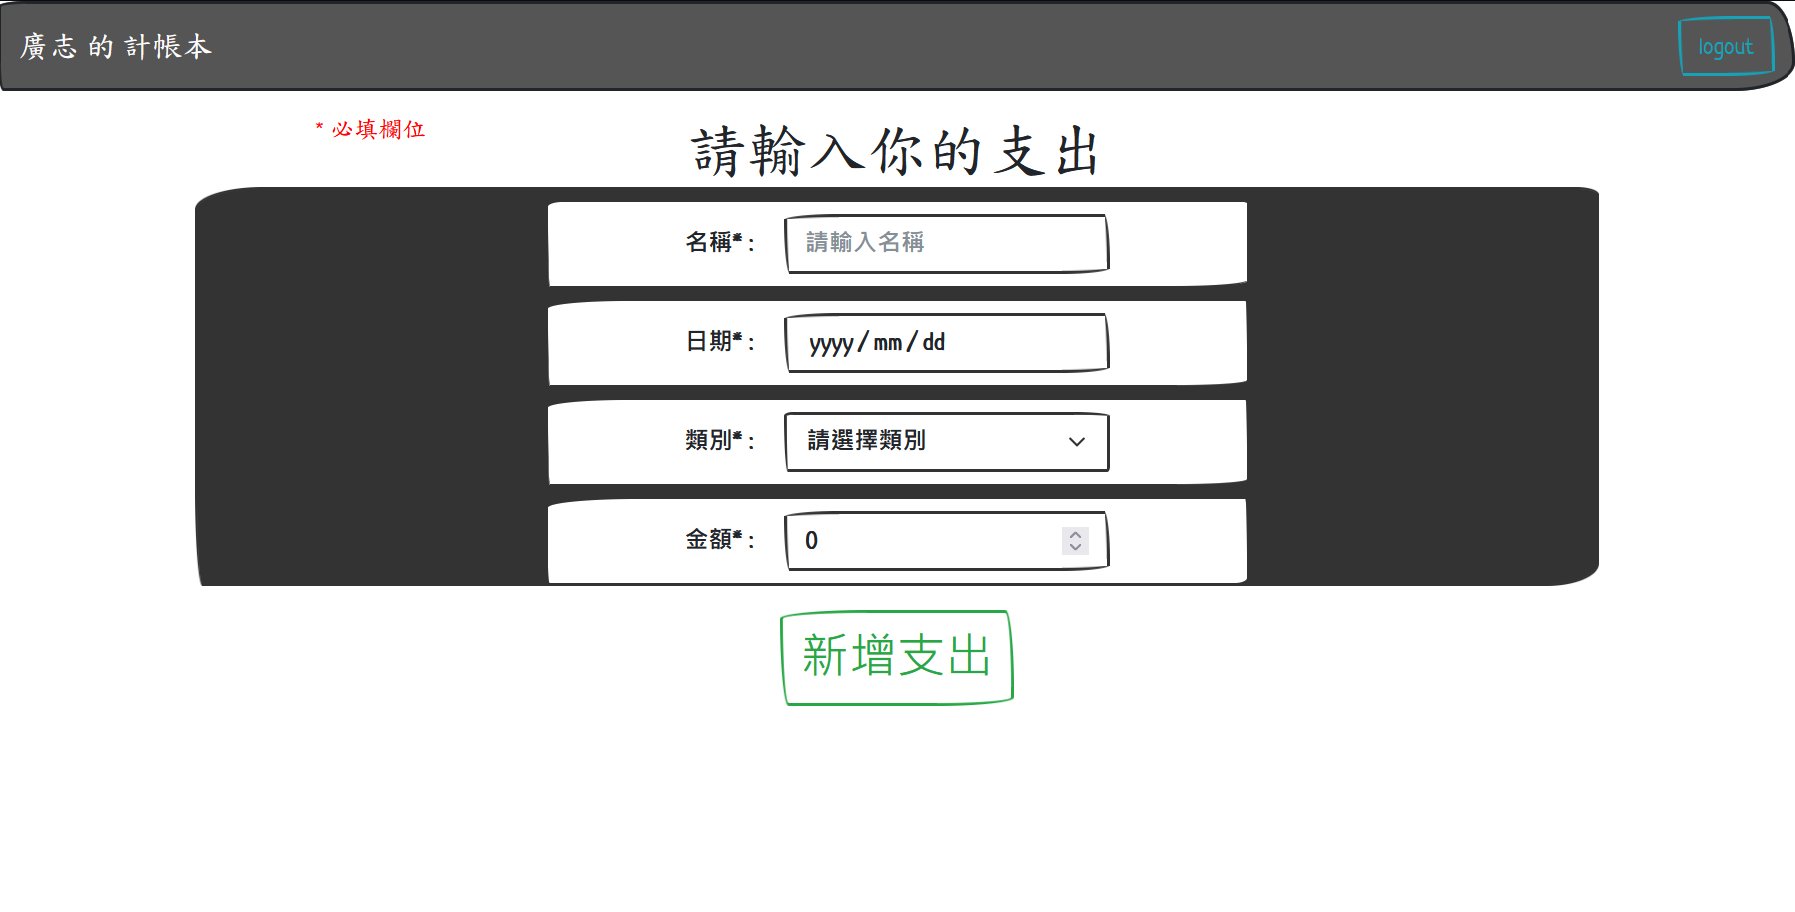 廣志 的 計帳本
logout
* 必填欄位
請輸入你的支出
名稱* : 請輸入名稱
日期* : yyyy / mm / dd
類別* : 請選擇類別
金額* : 0
新增支出